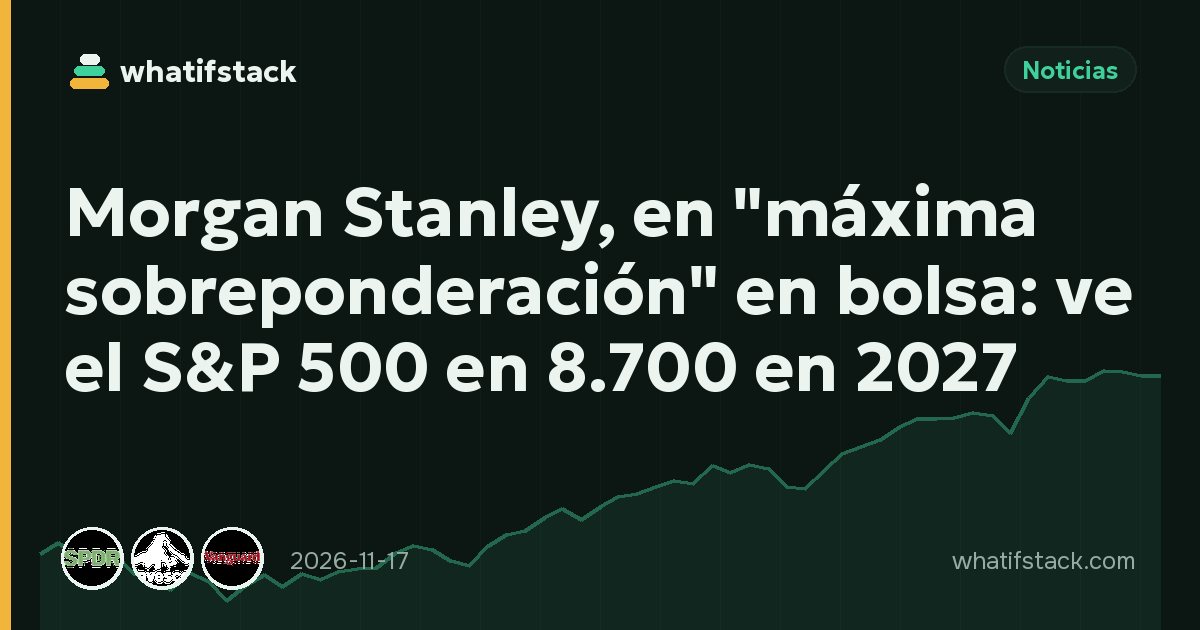 whatifstack
Noticias
Morgan Stanley, en "máxima
sobreponderación" en bolsa: ve
el S&P 500 en 8.700 en 2027
SPDR
Vanguard
2026-11-17
whatifstack.com